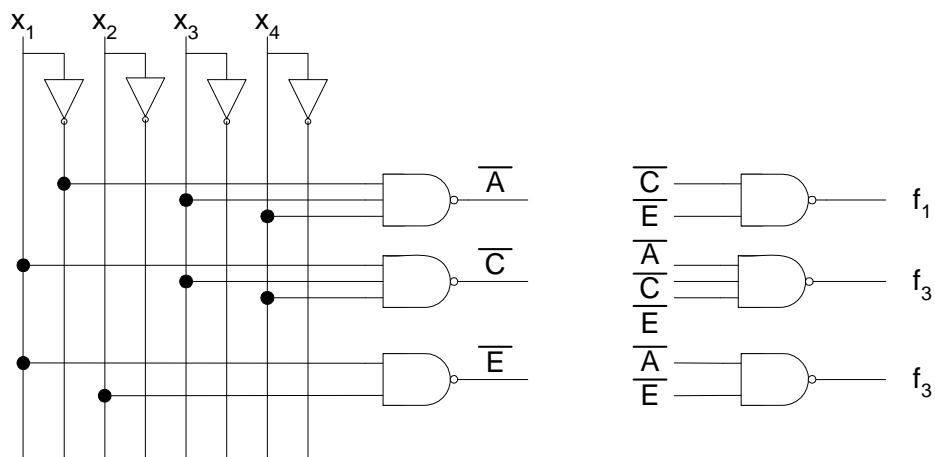 x₁ x₂ x₃ x₄
A̅ C̅
E̅ f₁
C̅ A̅
C̅ f₃
E̅
E̅ A̅
E̅ f₃